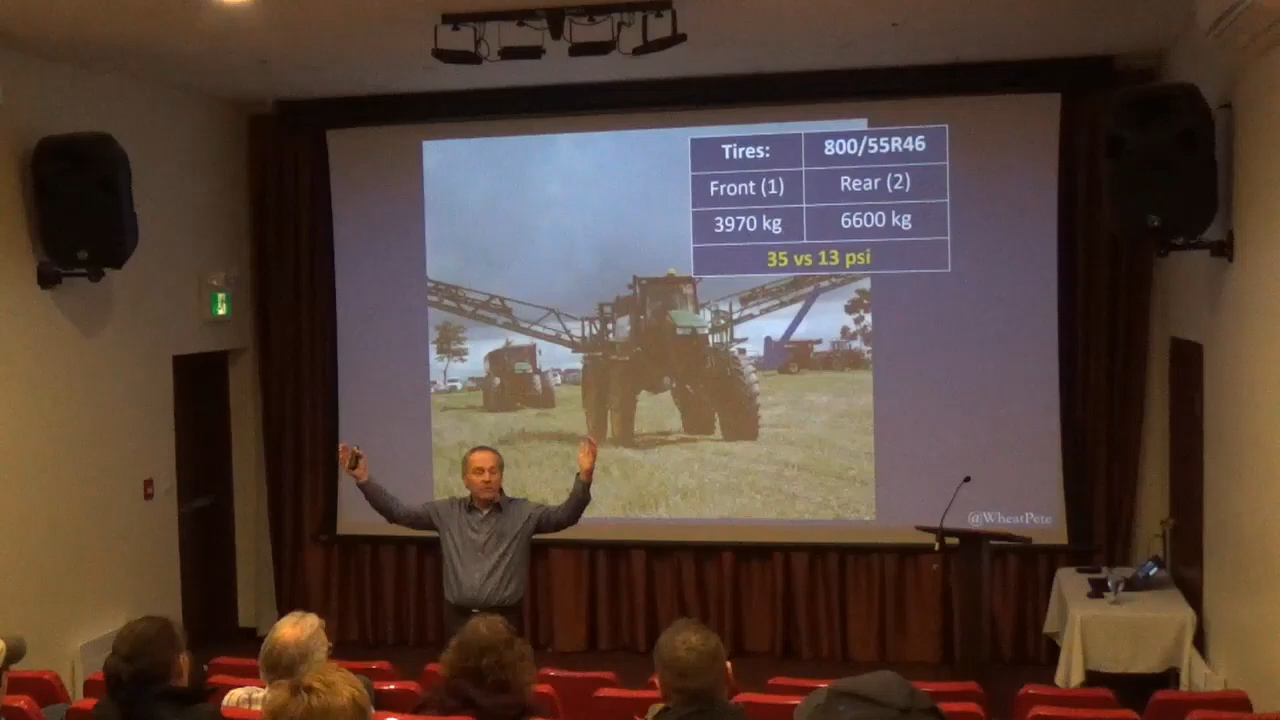 Tires: 800/55R46
Front (1) Rear (2)
3970 kg 6600 kg
35 vs 13 psi
@WheatPete